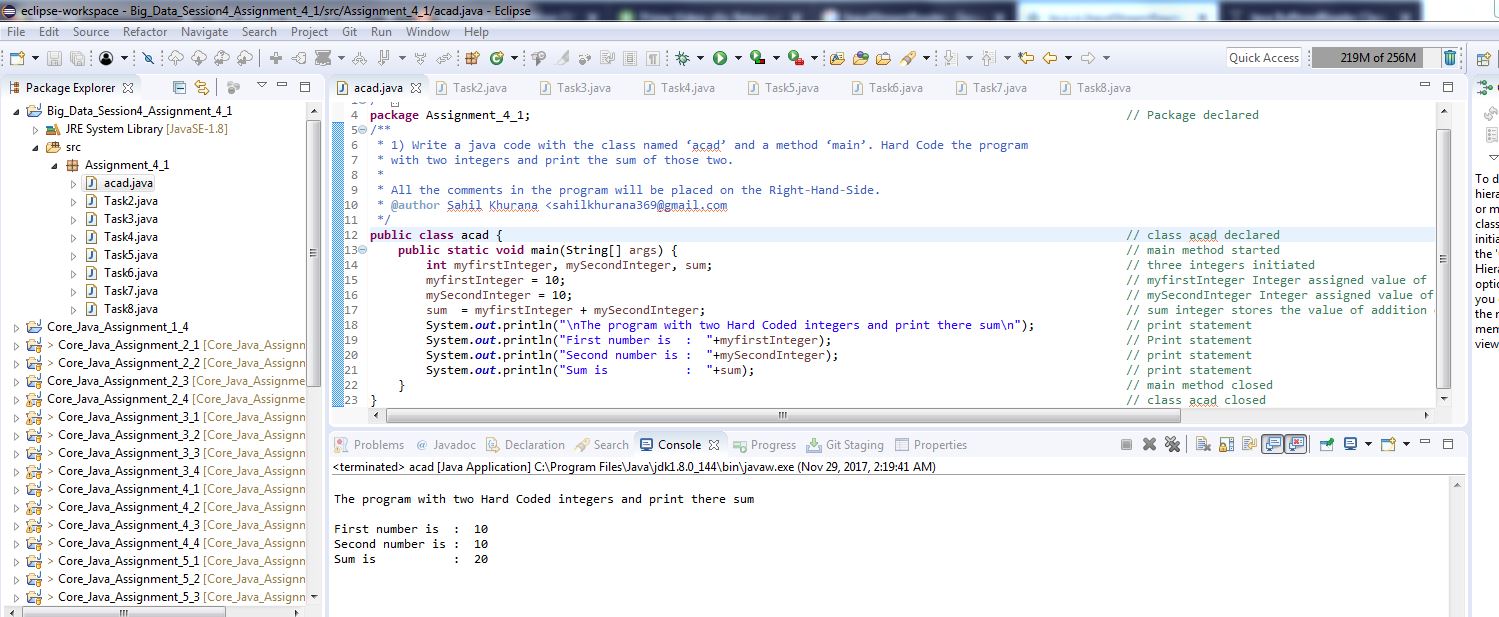 eclipse-workspace - Big_Data_Session4_Assignment_4_1/src/Assignment_4_1/acad.java - Eclipse
File Edit Source Refactor Navigate Search Project Git Run Window Help
Quick Access
219M of 256M
Package Explorer
Big_Data_Session4_Assignment_4_1
JRE System Library [JavaSE-1.8]
src
Assignment_4_1
acad.java
Task2.java
Task3.java
Task4.java
Task5.java
Task6.java
Task7.java
Task8.java
Core_Java_Assignment_1_4
> Core_Java_Assignment_2_1 [Core_Java_Assignn
> Core_Java_Assignment_2_2 [Core_Java_Assignn
Core_Java_Assignment_2_3 [Core_Java_Assignme
Core_Java_Assignment_2_4 [Core_Java_Assignme
> Core_Java_Assignment_3_1 [Core_Java_Assignn
> Core_Java_Assignment_3_2 [Core_Java_Assignn
> Core_Java_Assignment_3_3 [Core_Java_Assignn
> Core_Java_Assignment_3_4 [Core_Java_Assignn
> Core_Java_Assignment_4_1 [Core_Java_Assignn
> Core_Java_Assignment_4_2 [Core_Java_Assignn
> Core_Java_Assignment_4_3 [Core_Java_Assignn
> Core_Java_Assignment_4_4 [Core_Java_Assignn
> Core_Java_Assignment_5_1 [Core_Java_Assignn
> Core_Java_Assignment_5_2 [Core_Java_Assignn
> Core_Java_Assignment_5_3 [Core_Java_Assignn
acad.java Task2.java Task3.java Task4.java Task5.java Task6.java Task7.java Task8.java
4 package Assignment_4_1; // Package declared
5 /**
6 * 1) Write a java code with the class named ‘acad’ and a method ‘main’. Hard Code the program
7 * with two integers and print the sum of those two.
8 *
9 * All the comments in the program will be placed on the Right-Hand-Side.
10 * @author Sahil Khurana <sahilkhurana369@gmail.com
11 */
12 public class acad { // class acad declared
13 public static void main(String[] args) { // main method started
14 int myfirstInteger, mySecondInteger, sum; // three integers initiated
15 myfirstInteger = 10; // myfirstInteger Integer assigned value of
16 mySecondInteger = 10; // mySecondInteger Integer assigned value of
17 sum = myfirstInteger + mySecondInteger; // sum integer stores the value of addition
18 System.out.println("\nThe program with two Hard Coded integers and print there sum\n"); // print statement
19 System.out.println("First number is : "+myfirstInteger); // Print statement
20 System.out.println("Second number is : "+mySecondInteger); // print statement
21 System.out.println("Sum is : "+sum); // print statement
22 } // main method closed
23 } // class acad closed
To d
hiera
or m
class
initia
the '
Hiera
optic
you
the r
mem
view
Problems @ Javadoc Declaration Search Console Progress Git Staging Properties
<terminated> acad [Java Application] C:\Program Files\Java\jdk1.8.0_144\bin\javaw.exe (Nov 29, 2017, 2:19:41 AM)
The program with two Hard Coded integers and print there sum
First number is : 10
Second number is : 10
Sum is : 20